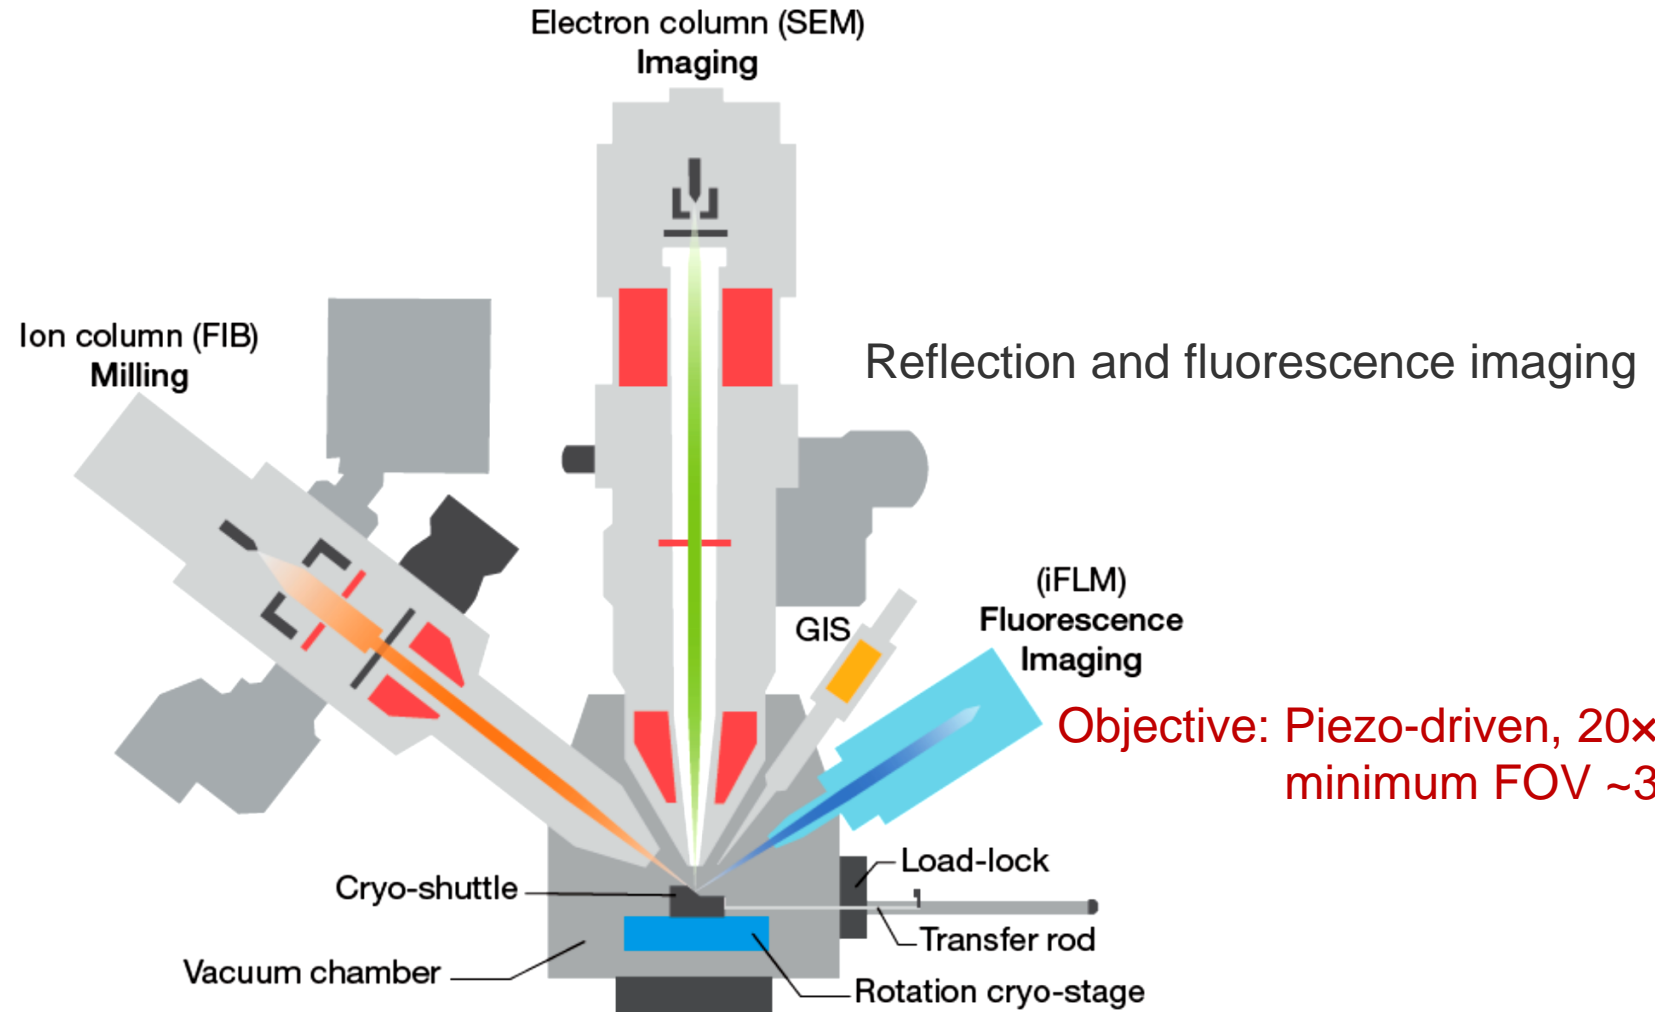 Electron column (SEM)
Imaging
Ion column (FIB)
Milling
Reflection and fluorescence imaging
(iFLM)
Fluorescence
Imaging
GIS
Objective: Piezo-driven, 20×
minimum FOV ~3
Load-lock
Cryo-shuttle
Transfer rod
Vacuum chamber
Rotation cryo-stage